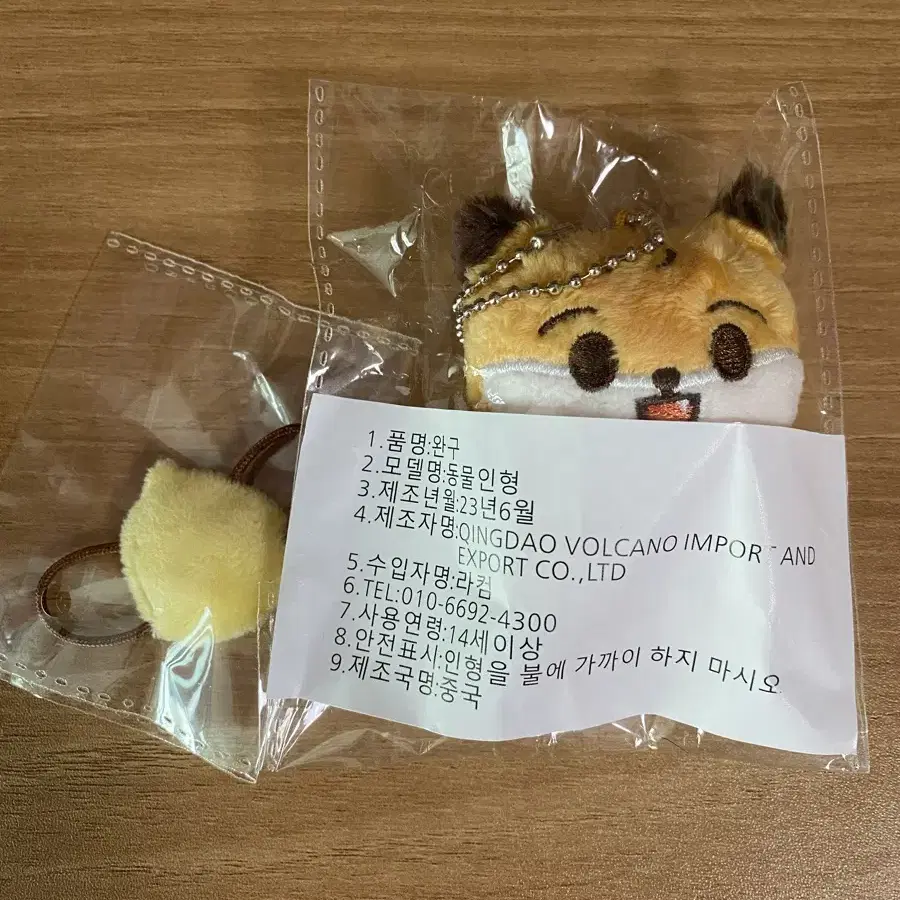 1.품명:완구
2.모델명:동물인형
3.제조년월:23년6월
4.제조자명:QINGDAO VOLCANO IMPORT AND
EXPORT CO.,LTD
5.수입자명:라컴
6.TEL:010-6692-4300
7.사용연령:14세이상
8.안전표시:인형을 불에 가까이 하지 마시오.
9.제조국명:중국